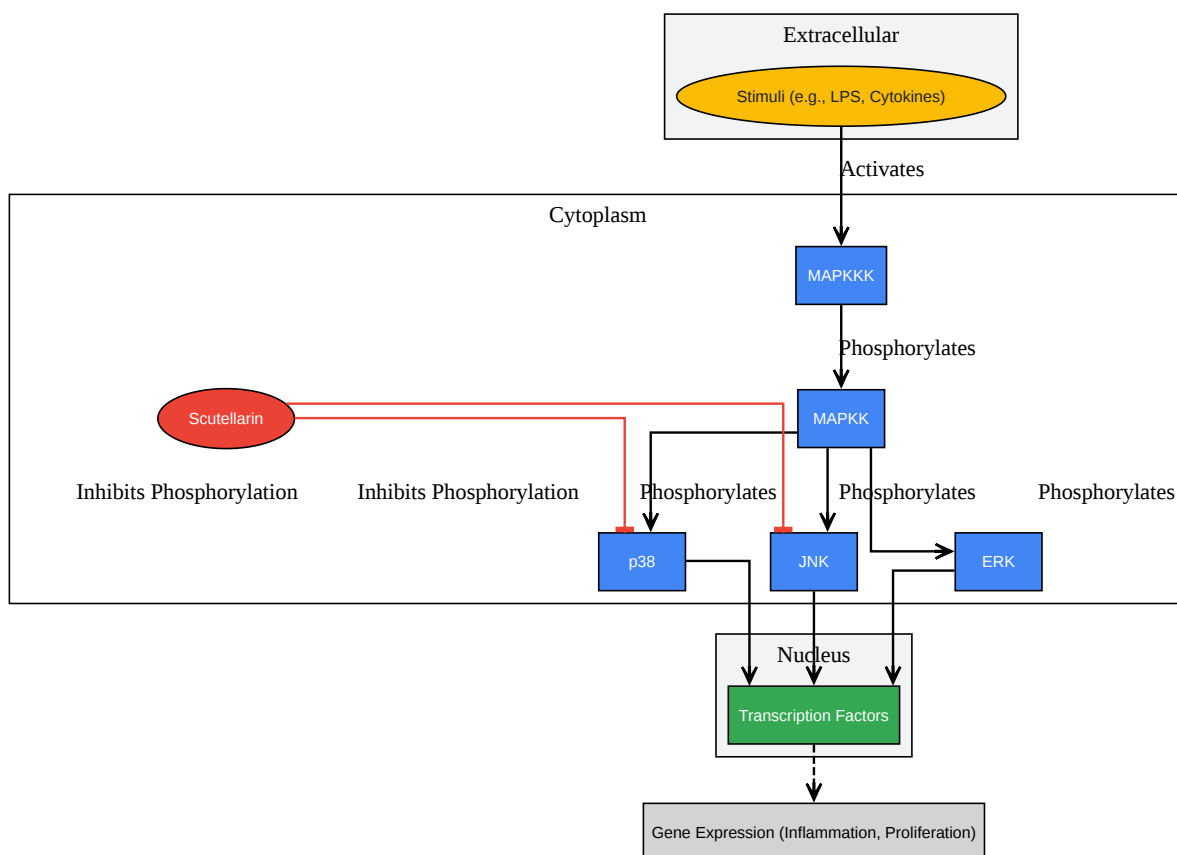 Extracellular
Stimuli (e.g., LPS, Cytokines)
Activates
Cytoplasm
MAPKKK
Phosphorylates
Scutellarin
MAPKK
Inhibits Phosphorylation
Inhibits Phosphorylation
Phosphorylates
Phosphorylates
Phosphorylates
p38
JNK
ERK
Nucleus
Transcription Factors
Gene Expression (Inflammation, Proliferation)